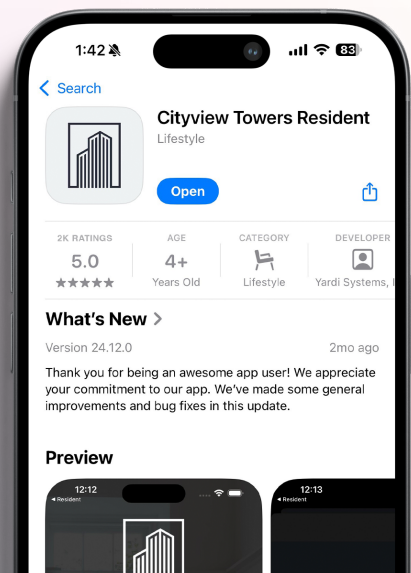 1:42
83
Search
Cityview Towers Resident
Lifestyle
Open
2K RATINGS
AGE
CATEGORY
DEVELOPER
5.0
4+
Years Old
Lifestyle
Yardi Systems,
What's New >
Version 24.12.0
2mo ago
Thank you for being an awesome app user! We appreciate
your commitment to our app. We've made some general
improvements and bug fixes in this update.
Preview
12:12
◀ Resident
12:13
◀ Resident